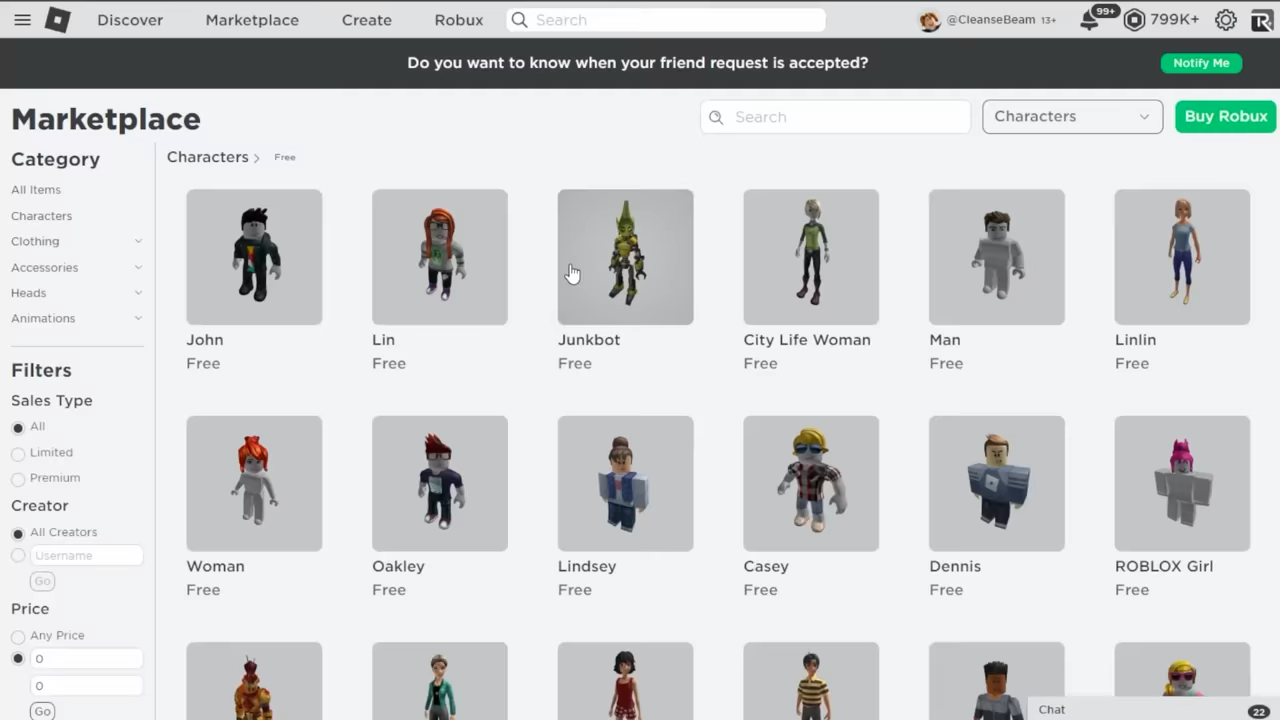 Discover
Marketplace
Create
Robux
Search
@CleanseBeam 13+
99+
799K+
Do you want to know when your friend request is accepted?
Notify Me
Marketplace
Search
Characters
Buy Robux
Category
All Items
Characters
Clothing
Accessories
Heads
Animations
Filters
Sales Type
All
Limited
Premium
Creator
All Creators
Username
Go
Price
Any Price
0
0
Go
Characters
Free
John
Free
Lin
Free
Junkbot
Free
City Life Woman
Free
Man
Free
Linlin
Free
Woman
Free
Oakley
Free
Lindsey
Free
Casey
Free
Dennis
Free
ROBLOX Girl
Free
Chat
22